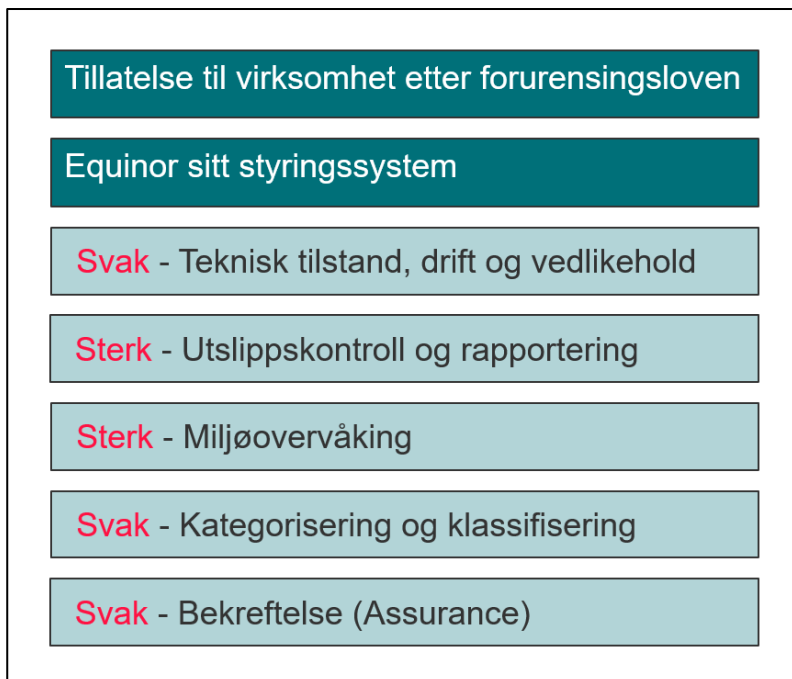 Tillatelse til virksomhet etter forurensingsloven
Equinor sitt styringssystem
Svak - Teknisk tilstand, drift og vedlikehold
Sterk - Utslippskontroll og rapportering
Sterk - Miljøovervåking
Svak - Kategorisering og klassifisering
Svak - Bekreftelse (Assurance)